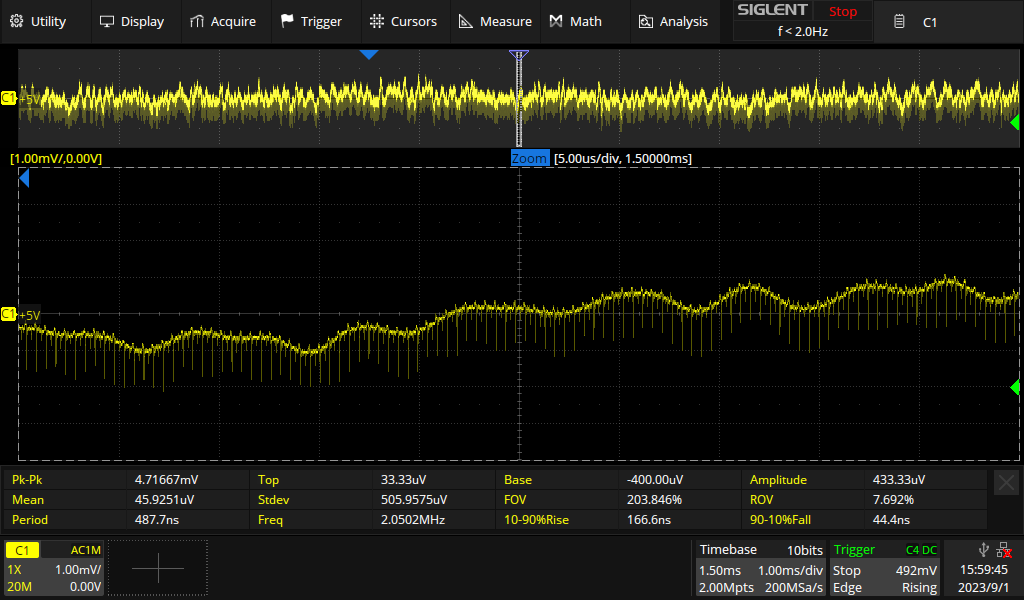 Utility Display Acquire Trigger Cursors Measure Math Analysis SIGLENT Stop C1
f < 2.0Hz
C1 +5V
[1.00mV/,0.00V] Zoom [5.00us/div, 1.50000ms]
C1 +5V
Pk-Pk 4.71667mV Top 33.33uV Base -400.00uV Amplitude 433.33uV
Mean 45.9251uV Stdev 505.9575uV FOV 203.846% ROV 7.692%
Period 487.7ns Freq 2.0502MHz 10-90%Rise 166.6ns 90-10%Fall 44.4ns
C1 AC1M Timebase 10bits Trigger C4 DC
1X 1.00mV/ 1.50ms 1.00ms/div Stop 492mV 15:59:45
20M 0.00V 2.00Mpts 200MSa/s Edge Rising 2023/9/1